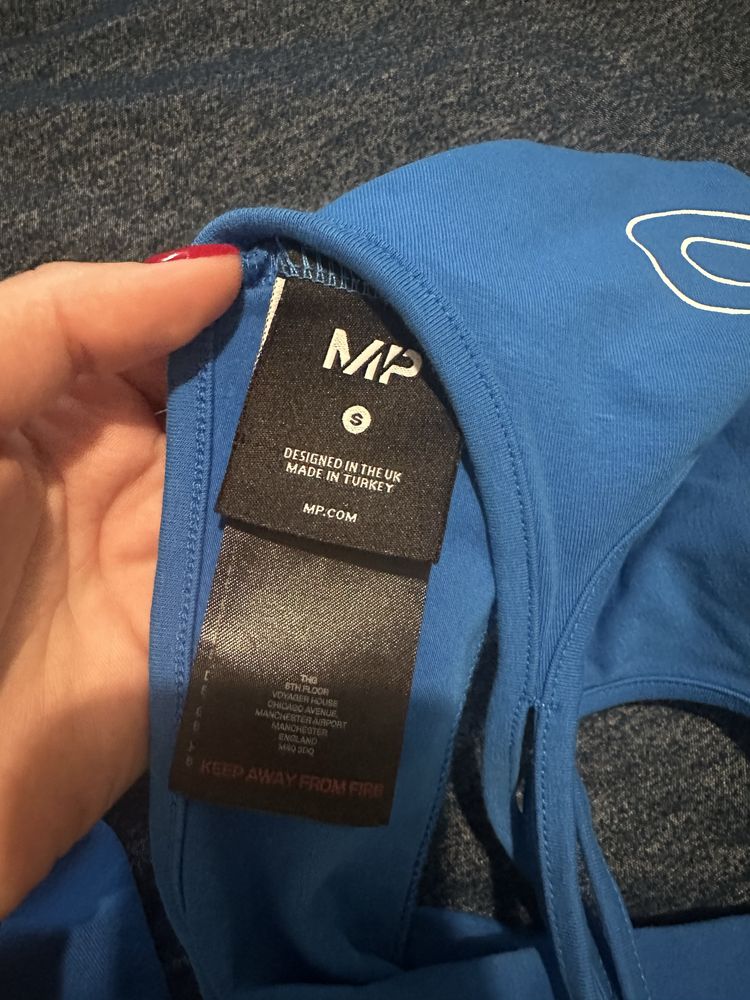 MP
S
DESIGNED IN THE UK
MADE IN TURKEY
MP.COM
THG
5TH FLOOR
VOYAGER HOUSE
CHICAGO AVENUE
MANCHESTER AIRPORT
MANCHESTER
ENGLAND
M90 3DQ
KEEP AWAY FROM FIRE